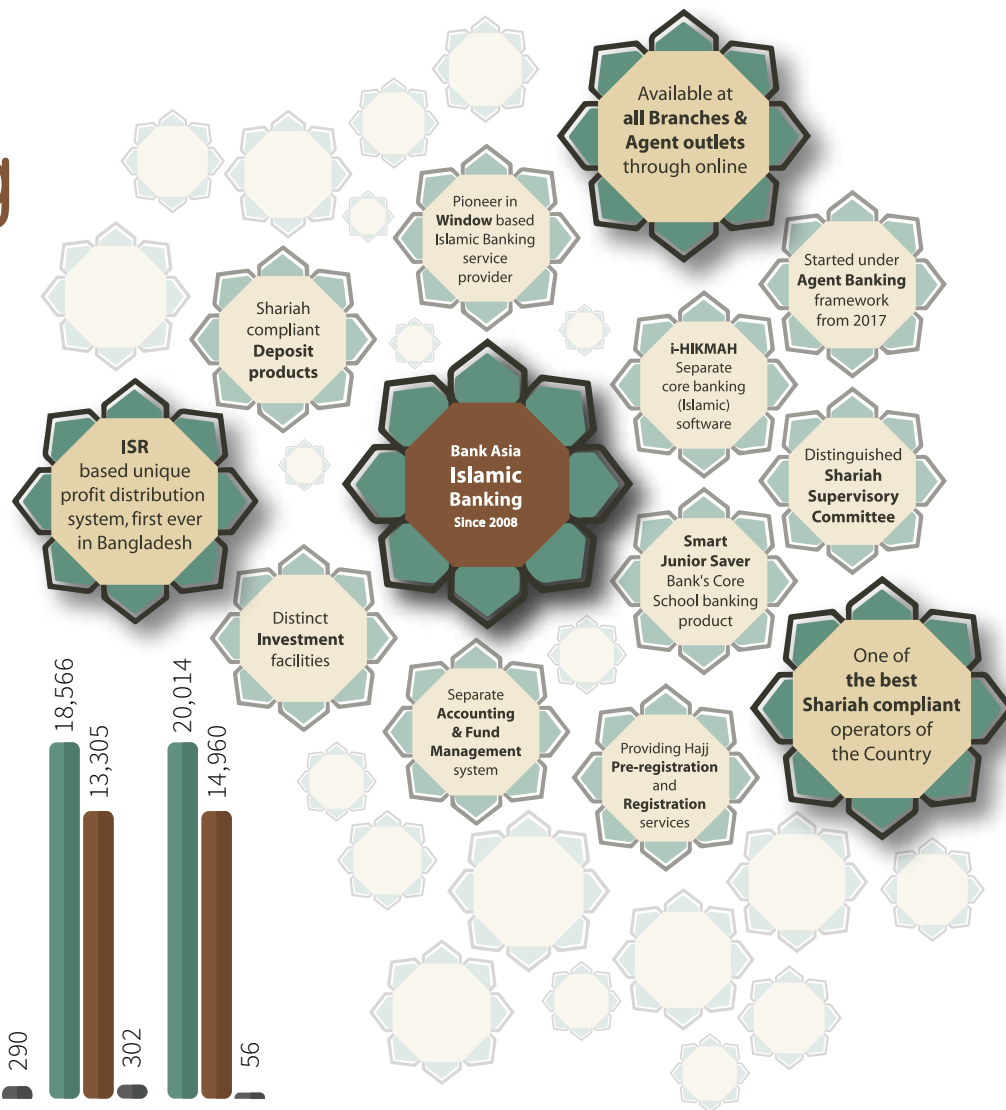 g
Available at
all Branches &
Agent outlets
through online
Pioneer in
Window based
Islamic Banking
service
provider
Started under
Agent Banking
framework
from 2017
Shariah
compliant
Deposit
products
i-HIKMAH
Separate
core banking
(Islamic)
software
ISR
based unique
profit distribution
system, first ever
in Bangladesh
Bank Asia
Islamic
Banking
Since 2008
Distinguished
Shariah
Supervisory
Committee
Smart
Junior Saver
Bank's Core
School banking
product
Distinct
Investment
facilities
One of
the best
Shariah compliant
operators of
the Country
Separate
Accounting
& Fund
Management
system
Providing Hajj
Pre-registration
and
Registration
services
290
18,566
13,305
302
20,014
14,960
56